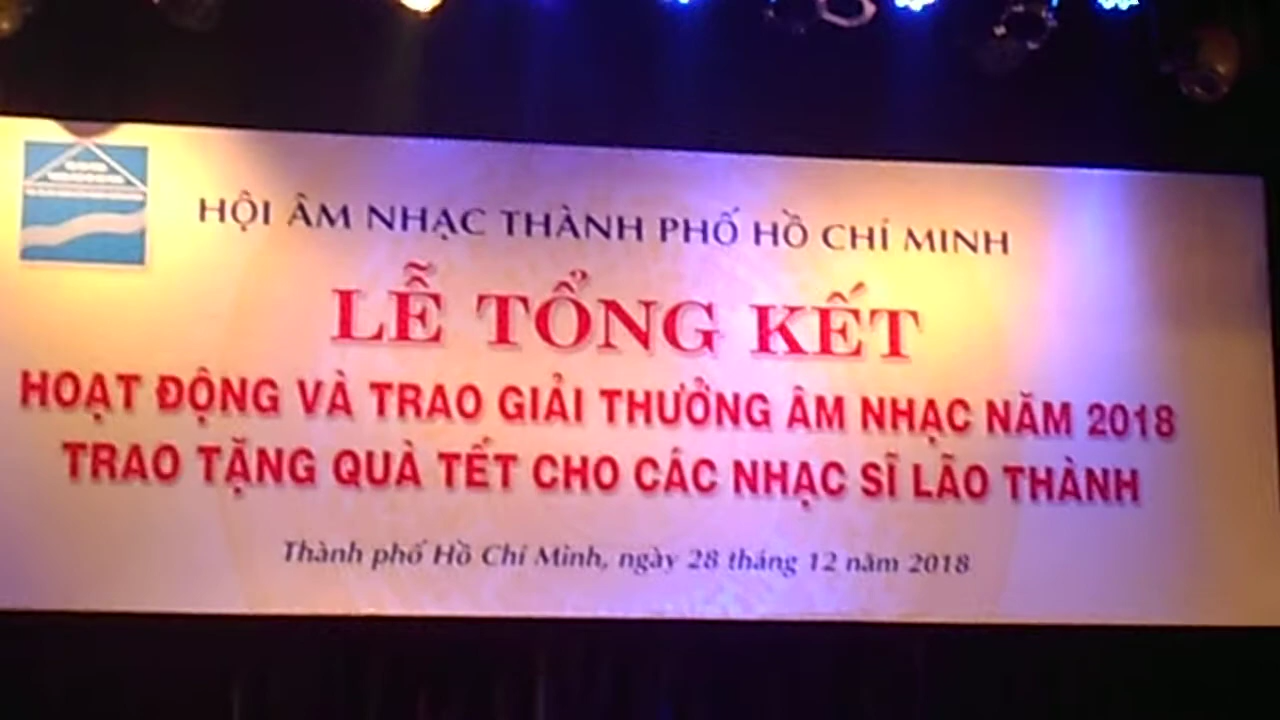 HỘI ÂM NHẠC THÀNH PHỐ HỒ CHÍ MINH
LỄ TỔNG KẾT
HOẠT ĐỘNG VÀ TRAO GIẢI THƯỞNG ÂM NHẠC NĂM 2018
TRAO TẶNG QUÀ TẾT CHO CÁC NHẠC SĨ LÃO THÀNH
Thành phố Hồ Chí Minh, ngày 28 tháng 12 năm 2018